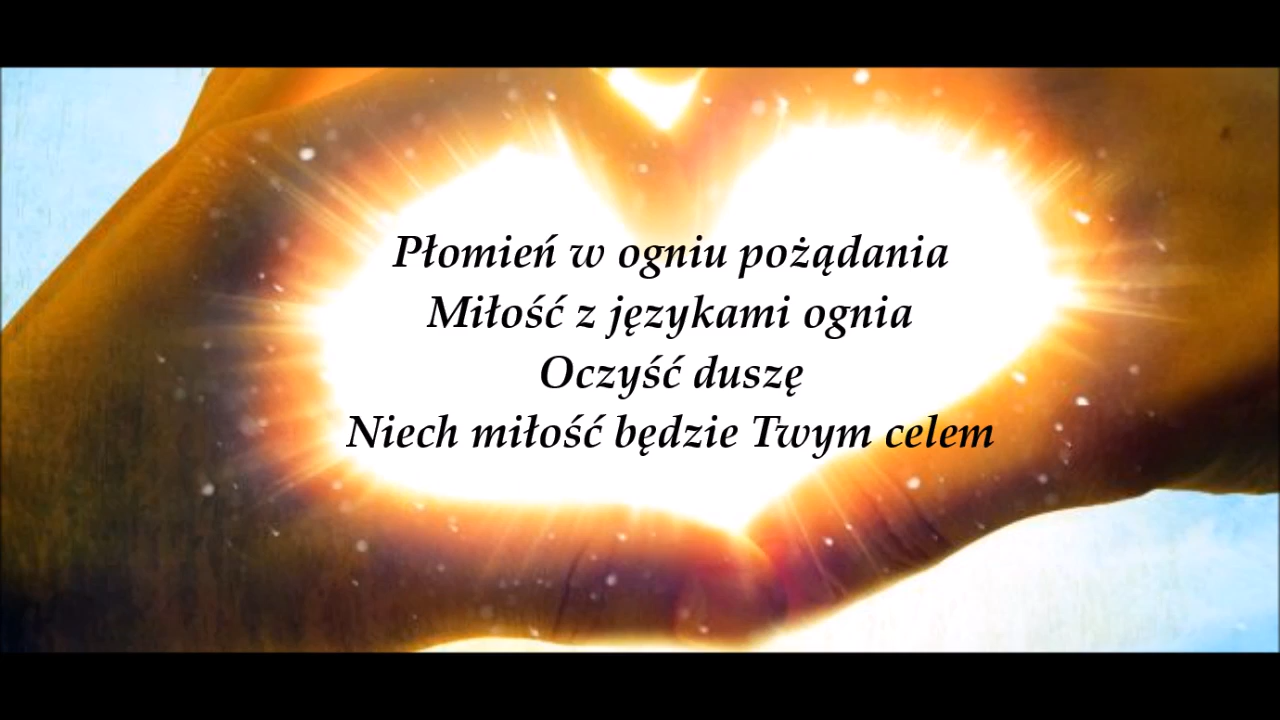 Płomień w ogniu pożądania
Miłość z językami ognia
Oczyść duszę
Niech miłość będzie Twym celem